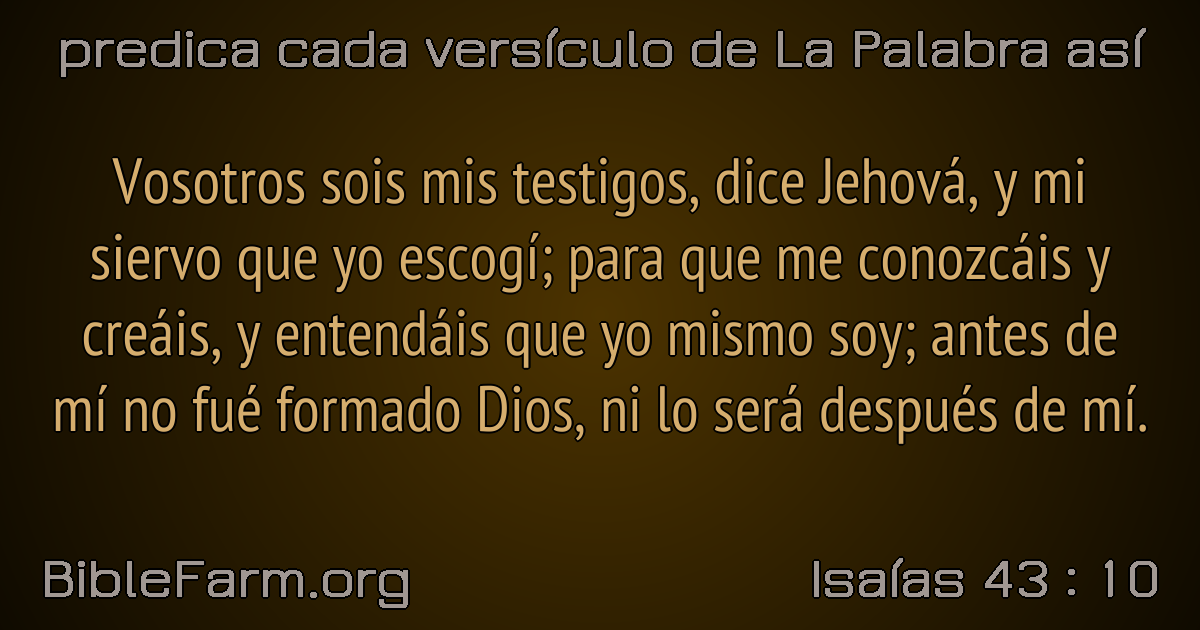 predica cada versículo de La Palabra así
Vosotros sois mis testigos, dice Jehová, y mi
siervo que yo escogí; para que me conozcáis y
creáis, y entendáis que yo mismo soy; antes de
mí no fué formado Dios, ni lo será después de mí.
BibleFarm.org
Isaías 43 : 10